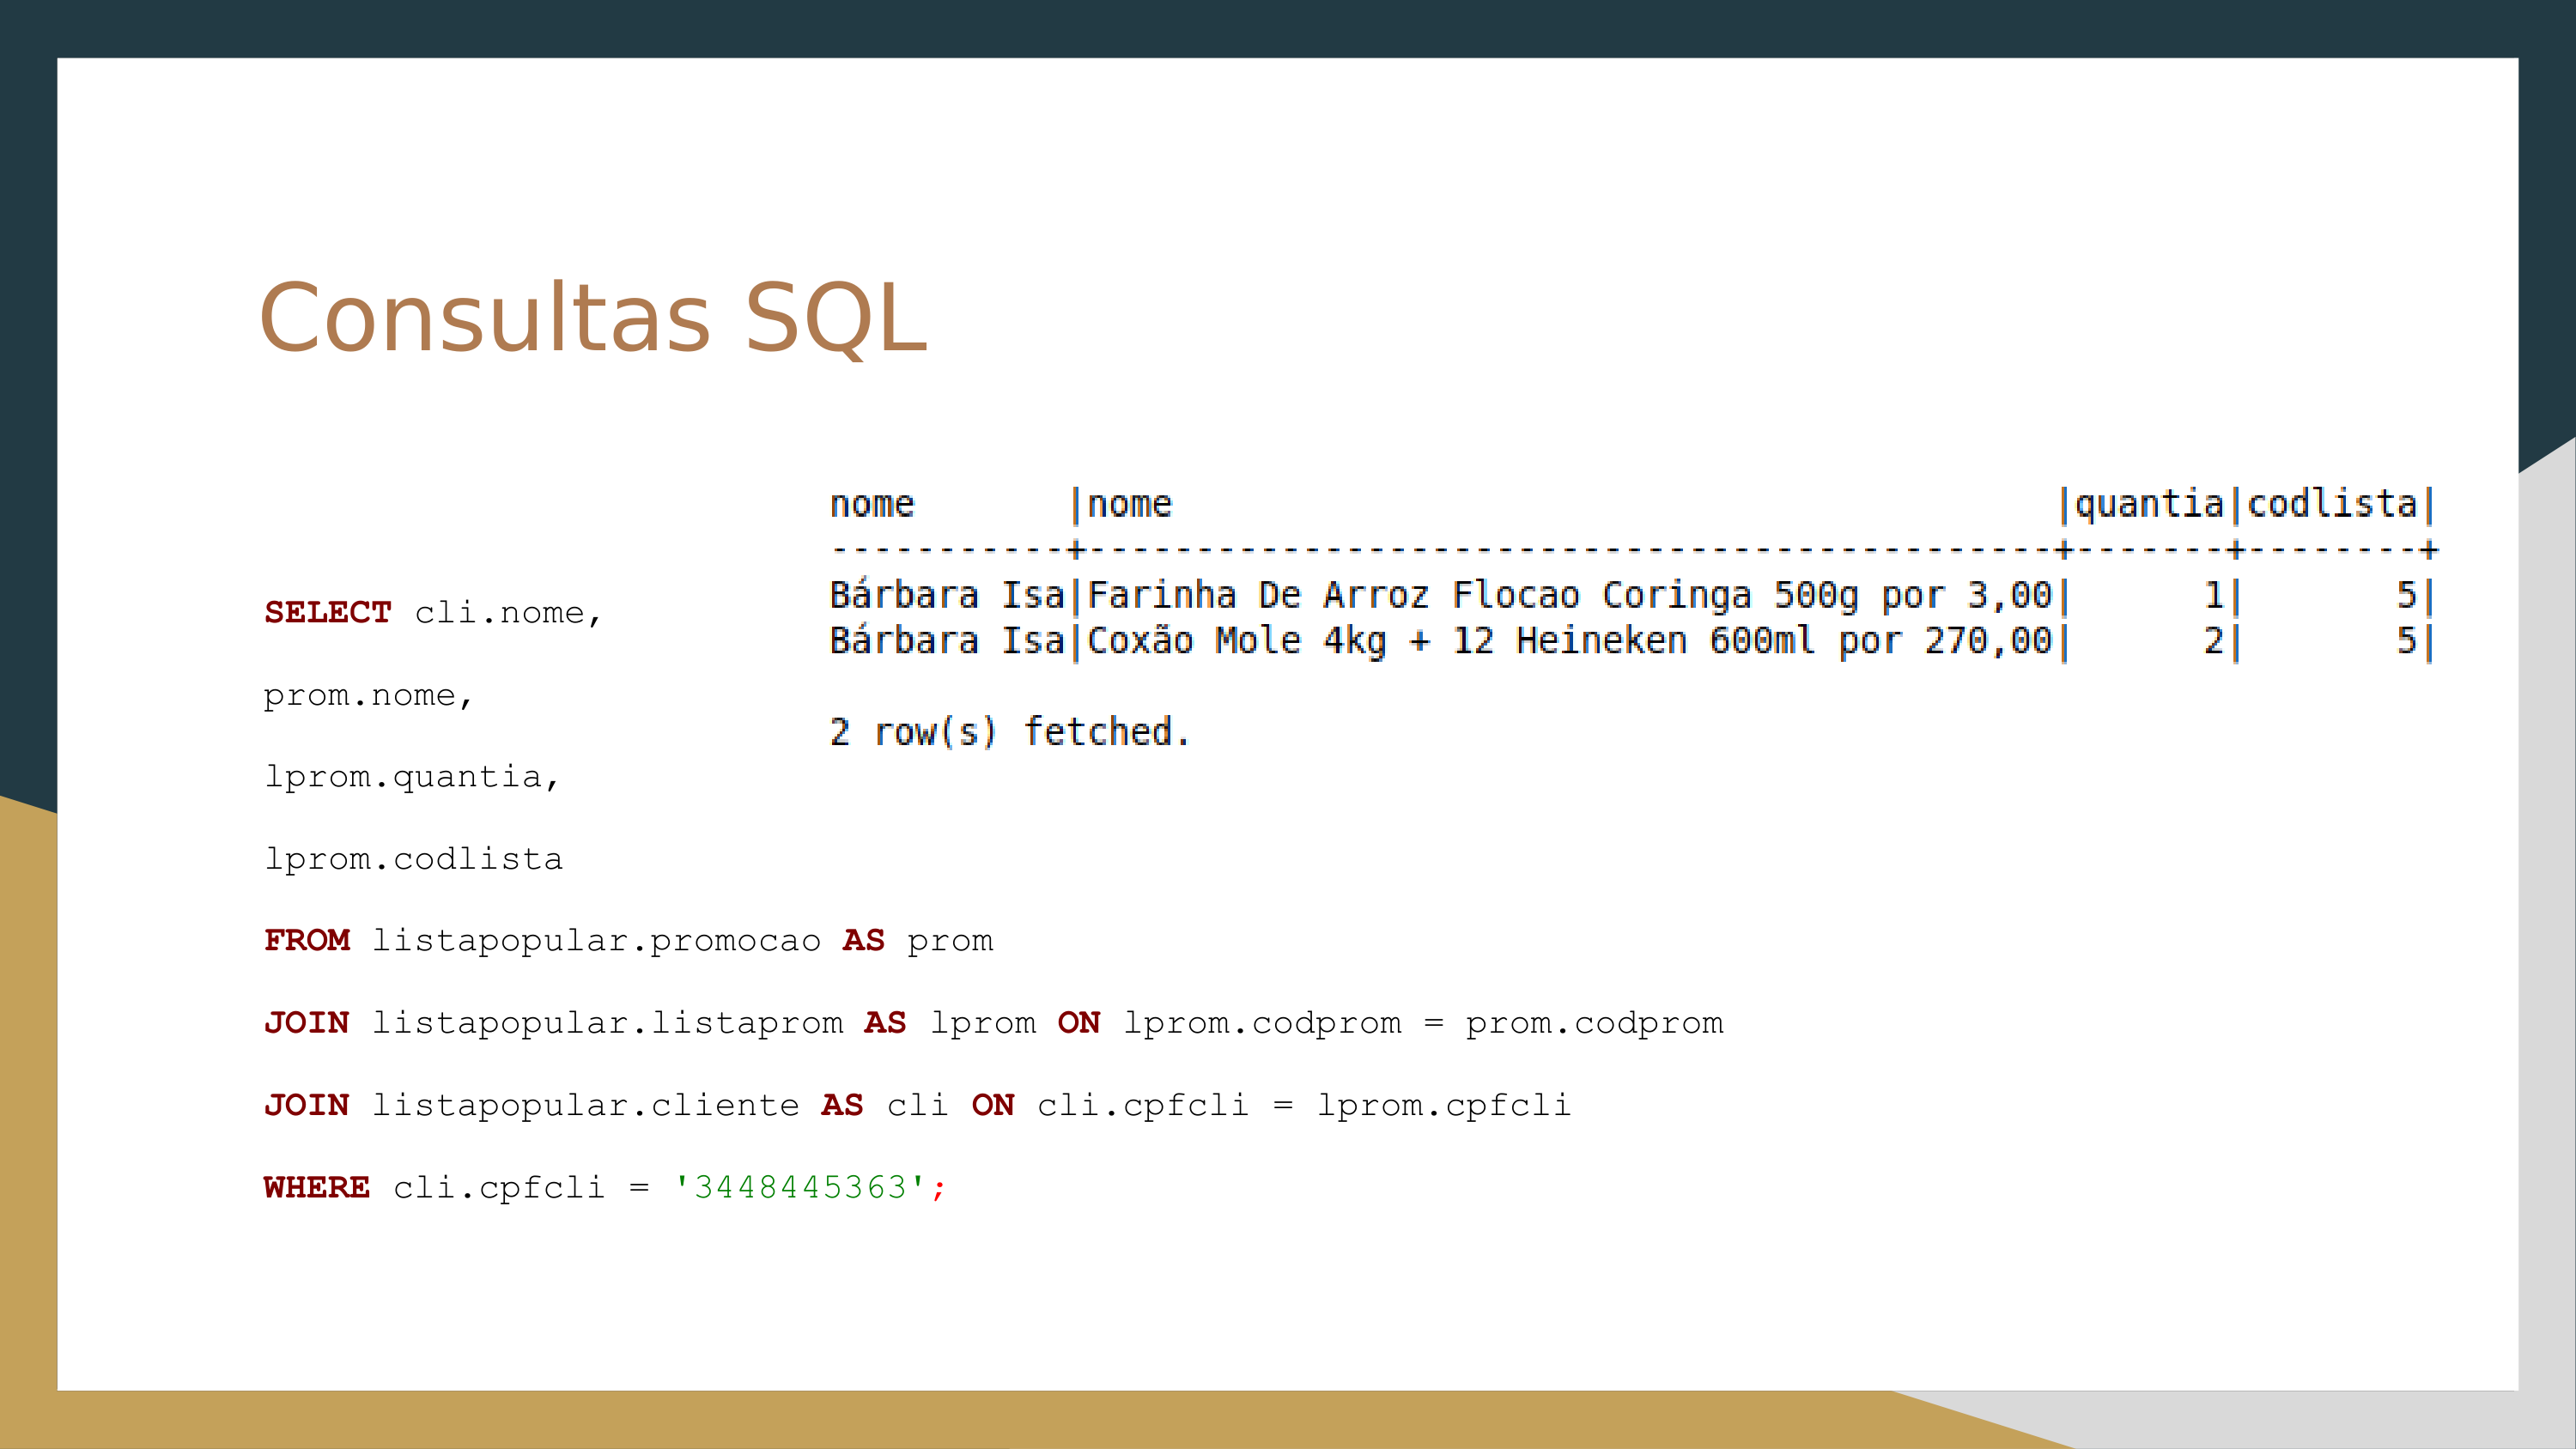 Consultas SQL
nome       |nome                                         |quantia|codlista|
-----------+---------------------------------------------+-------+--------+
Bárbara Isa|Farinha De Arroz Flocao Coringa 500g por 3,00|      1|       5|
Bárbara Isa|Coxão Mole 4kg + 12 Heineken 600ml por 270,00|      2|       5|
2 row(s) fetched.
SELECT cli.nome,
prom.nome,
lprom.quantia,
lprom.codlista
FROM listapopular.promocao AS prom
JOIN listapopular.listaprom AS lprom ON lprom.codprom = prom.codprom
JOIN listapopular.cliente AS cli ON cli.cpfcli = lprom.cpfcli
WHERE cli.cpfcli = '3448445363';